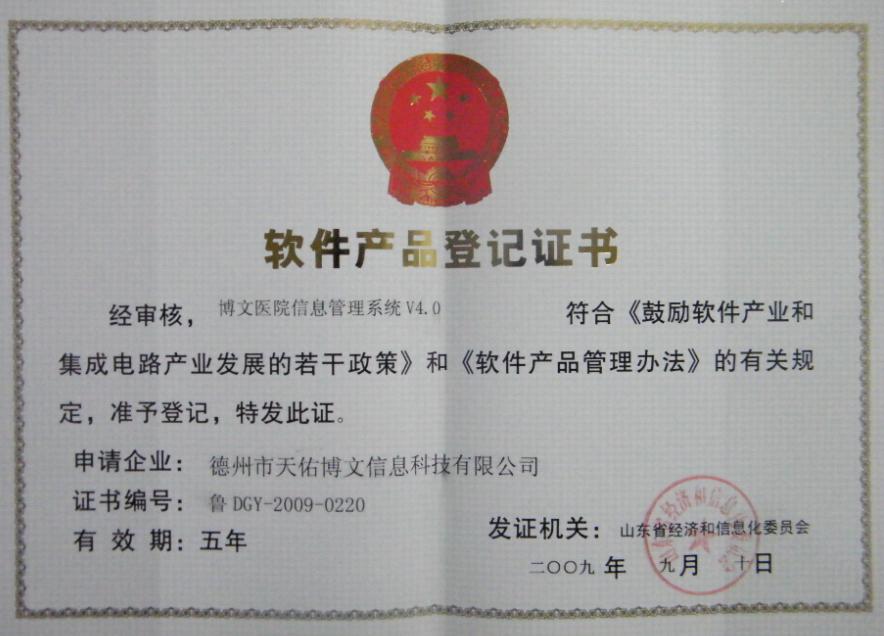 软件产品登记证书
经审核，博文医院信息管理系统 V4.0 符合《鼓励软件产业和
集成电路产业发展的若干政策》和《软件产品管理办法》的有关规
定，准予登记，特发此证。
申请企业：德州市天佑博文信息科技有限公司
证书编号：鲁 DGY-2009-0220
有 效 期：五年
发证机关：山东省经济和信息化委员会
二〇〇九 年 九 月 十 日